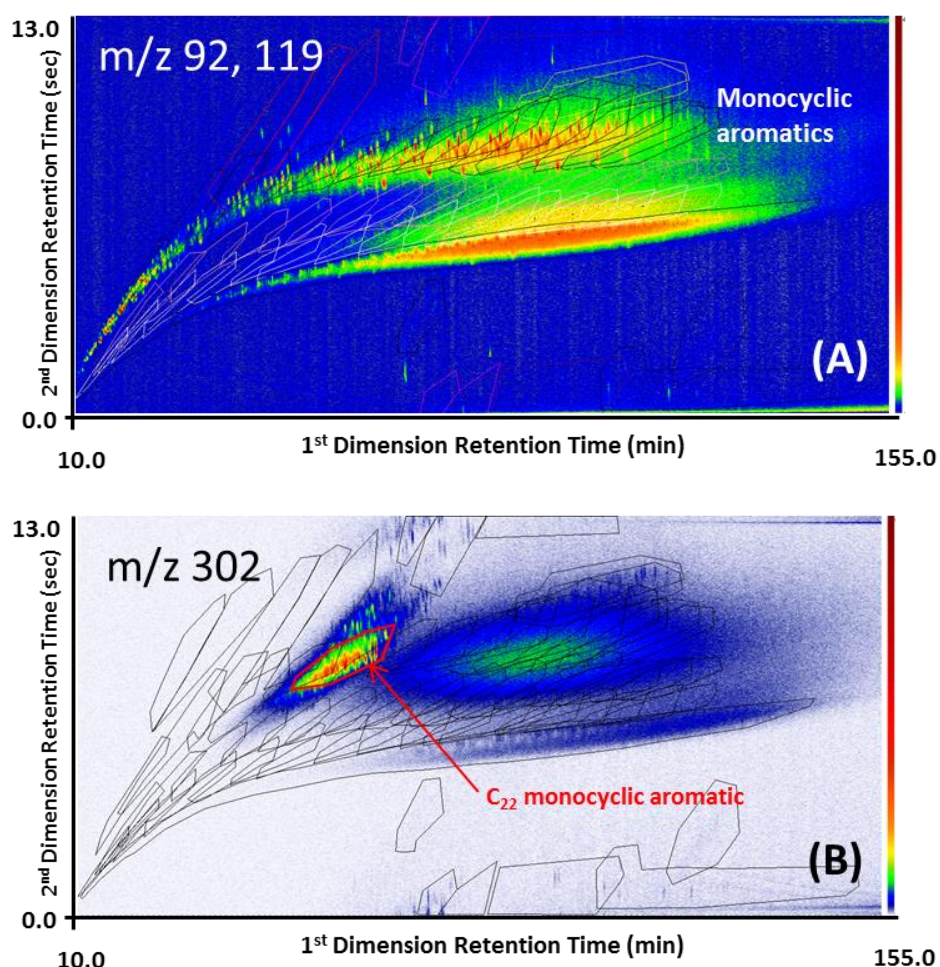 13.0
m/z 92, 119
Monocyclic
aromatics
2nd Dimension Retention Time (sec)
(A)
0.0
1st Dimension Retention Time (min)
10.0
155.0
13.0
m/z 302
2nd Dimension Retention Time (sec)
C22 monocyclic aromatic
(B)
0.0
1st Dimension Retention Time (min)
10.0
155.0